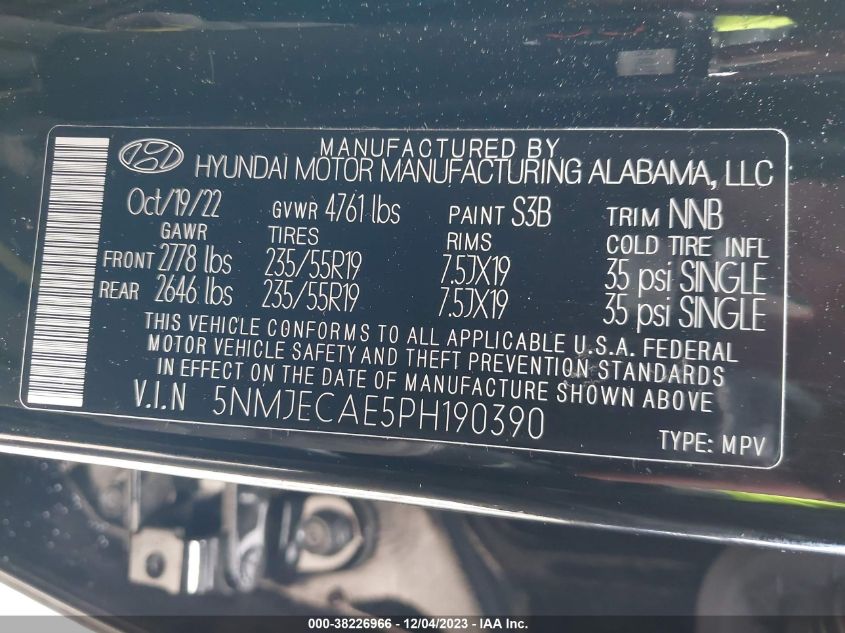 MANUFACTURED BY
HYUNDAI MOTOR MANUFACTURING ALABAMA, LLC
Oct/19/22 GVWR 4761 lbs PAINT S3B TRIM NNB
GAWR TIRES RIMS COLD TIRE INFL
FRONT 2778 lbs 235/55R19 7.5JX19 35 psi SINGLE
REAR 2646 lbs 235/55R19 7.5JX19 35 psi SINGLE
THIS VEHICLE CONFORMS TO ALL APPLICABLE U.S.A. FEDERAL
MOTOR VEHICLE SAFETY AND THEFT PREVENTION STANDARDS
IN EFFECT ON THE DATE OF MANUFACTURE SHOWN ABOVE
V.I.N 5NMJECAE5PH190390
TYPE: MPV
000-38226966 - 12/04/2023 - IAA Inc.